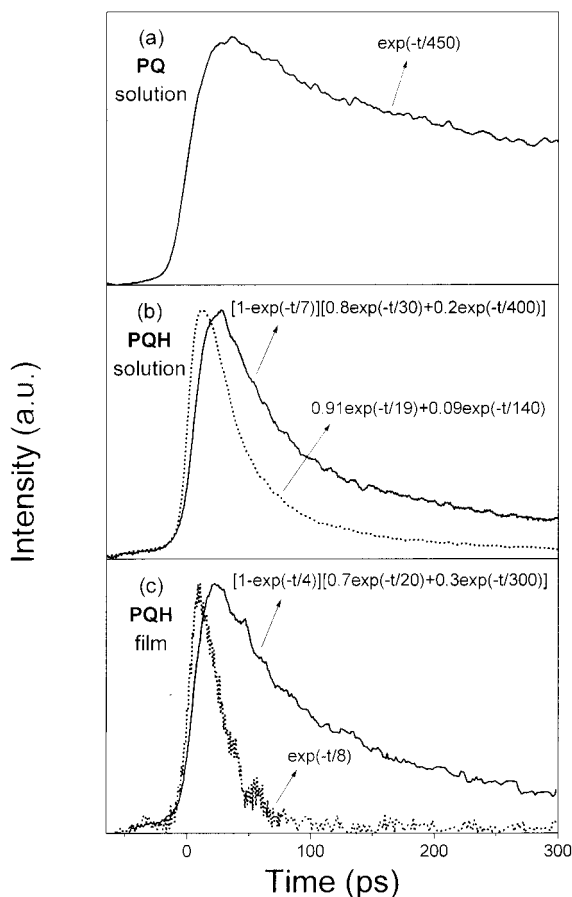 (a)
PQ
solution
exp(-t/450)
(b)
PQH
solution
[1-exp(-t/7)][0.8exp(-t/30)+0.2exp(-t/400)]
0.91exp(-t/19)+0.09exp(-t/140)
(c)
PQH
film
[1-exp(-t/4)][0.7exp(-t/20)+0.3exp(-t/300)]
exp(-t/8)
Intensity (a.u.)
0
100
200
300
Time (ps)